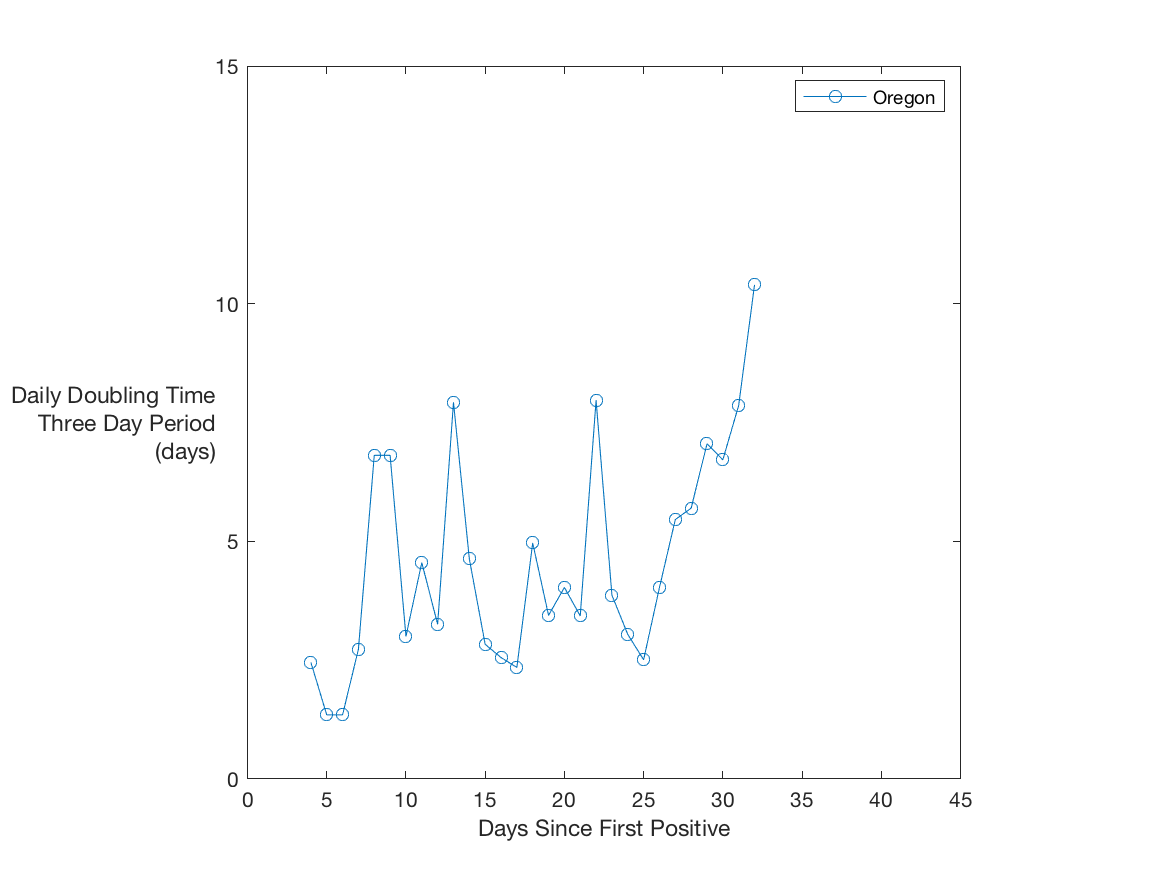 15
Oregon
10
Daily Doubling Time
Three Day Period
(days)
5
0
0 5 10 15 20 25 30 35 40 45
Days Since First Positive